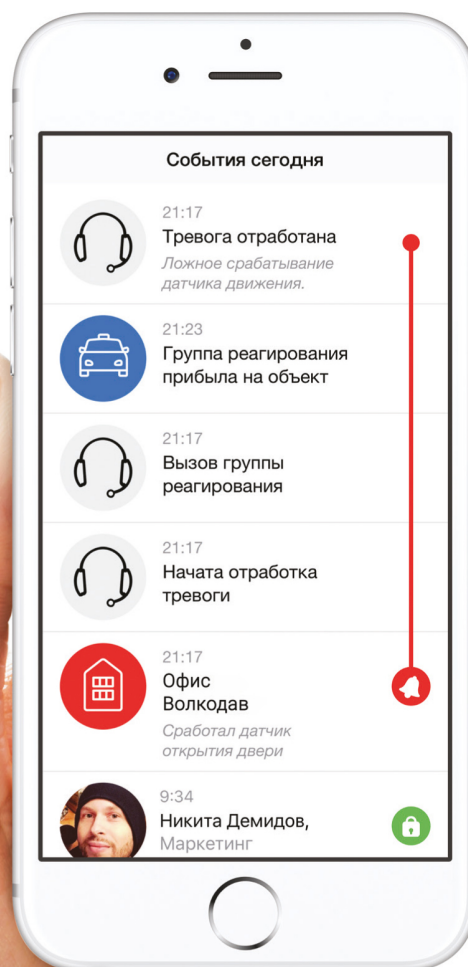 События сегодня
21:17
Тревога отработана
Ложное срабатывание
датчика движения.
21:23
Группа реагирования
прибыла на объект
21:17
Вызов группы
реагирования
21:17
Начата отработка
тревоги
21:17
Офис
Волкодав
Сработал датчик
открытия двери
9:34
Никита Демидов,
Маркетинг